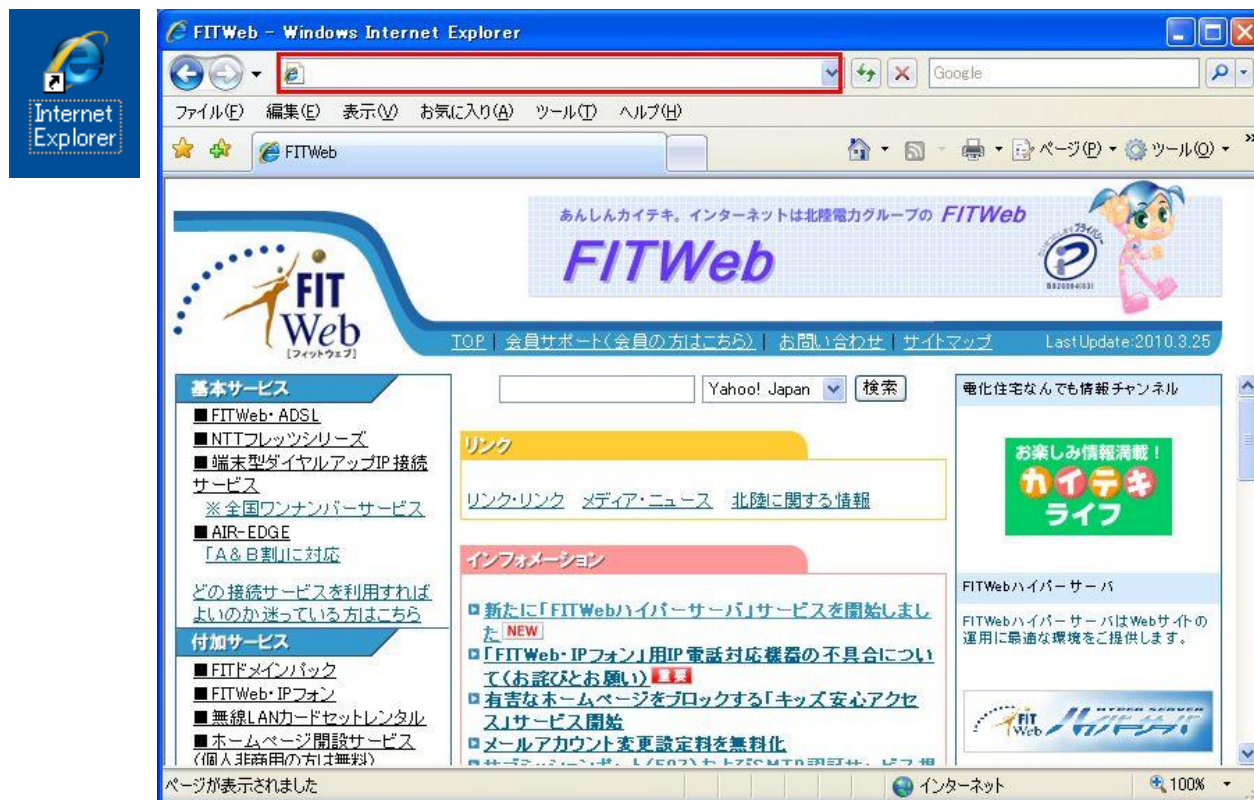 Internet
Explorer
FITWeb - Windows Internet Explorer
Google
ファイル(F) 編集(E) 表示(V) お気に入り(A) ツール(T) ヘルプ(H)
FITWeb
ページ(P) ツール(O)
あんしんカイテキ。インターネットは北陸電力グループの FITWeb
FITWeb
FIT
Web
[フィットウェブ]
TOP | 会員サポート(会員の方はこちら) | お問い合わせ | サイトマップ LastUpdate:2010.3.25
基本サービス
■FITWeb・ADSL
■NTTフレッツシリーズ
■端末型ダイヤルアップIP接続
サービス
※全国ワンナンバーサービス
■AIR-EDGE
「A&B割」に対応
どの接続サービスを利用すれば
よいのか迷っている方はこちら
付加サービス
■FITドメインパック
■FITWeb・IPフォン
■無線LANカードセットレンタル
■ホームページ開設サービス
(個人非商用の方は無料)
Yahoo! Japan 検索
リンク
リンク・リンク メディア・ニュース 北陸に関する情報
インフォメーション
新たに「FITWebハイパーサーバ」サービスを開始しまし
た NEW
「FITWeb・IPフォン」用IP電話対応機器の不具合につい
て(お詫びとお願い) 重要
有害なホームページをブロックする「キッズ安心アクセ
ス」サービス開始
メールアカウント変更設定料を無料化
電化住宅なんでも情報チャンネル
お楽しみ情報満載!
カイテキ
ライフ
FITWebハイパーサーバ
FITWebハイパーサーバはWebサイトの
運用に最適な環境をご提供します。
FIT
Web
HYPER SERVER
ページが表示されました インターネット 100%